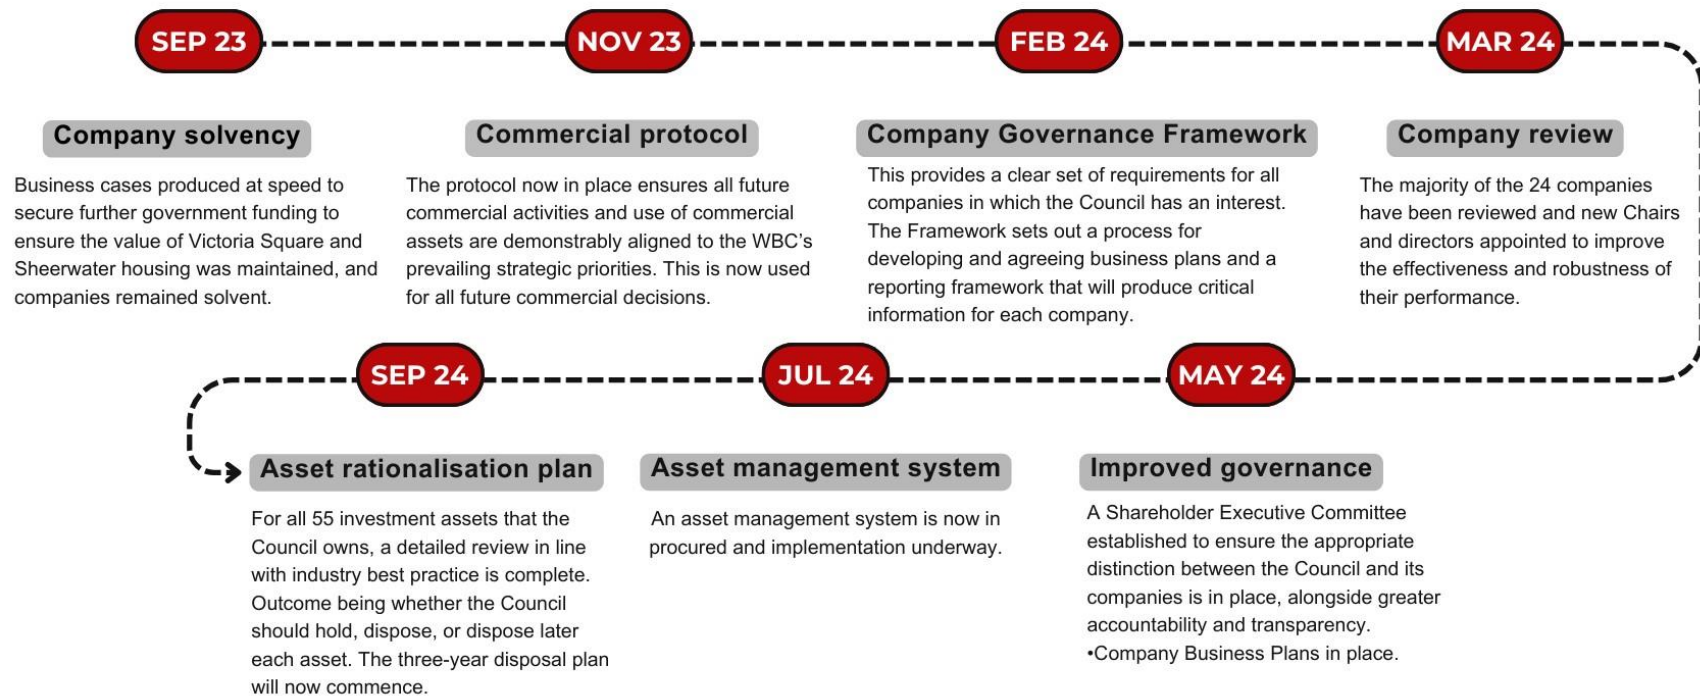 SEP 23
NOV 23
FEB 24
MAR 24
Company solvency
Business cases produced at speed to
secure further government funding to
ensure the value of Victoria Square and
Sheerwater housing was maintained, and
companies remained solvent.
Commercial protocol
The protocol now in place ensures all future
commercial activities and use of commercial
assets are demonstrably aligned to the WBC’s
prevailing strategic priorities. This is now used
for all future commercial decisions.
Company Governance Framework
This provides a clear set of requirements for all
companies in which the Council has an interest.
The Framework sets out a process for
developing and agreeing business plans and a
reporting framework that will produce critical
information for each company.
Company review
The majority of the 24 companies
have been reviewed and new Chairs
and directors appointed to improve
the effectiveness and robustness of
their performance.
MAY 24
Improved governance
A Shareholder Executive Committee
established to ensure the appropriate
distinction between the Council and its
companies is in place, alongside greater
accountability and transparency.
•Company Business Plans in place.
JUL 24
Asset management system
An asset management system is now in
procured and implementation underway.
SEP 24
Asset rationalisation plan
For all 55 investment assets that the
Council owns, a detailed review in line
with industry best practice is complete.
Outcome being whether the Council
should hold, dispose, or dispose later
each asset. The three-year disposal plan
will now commence.